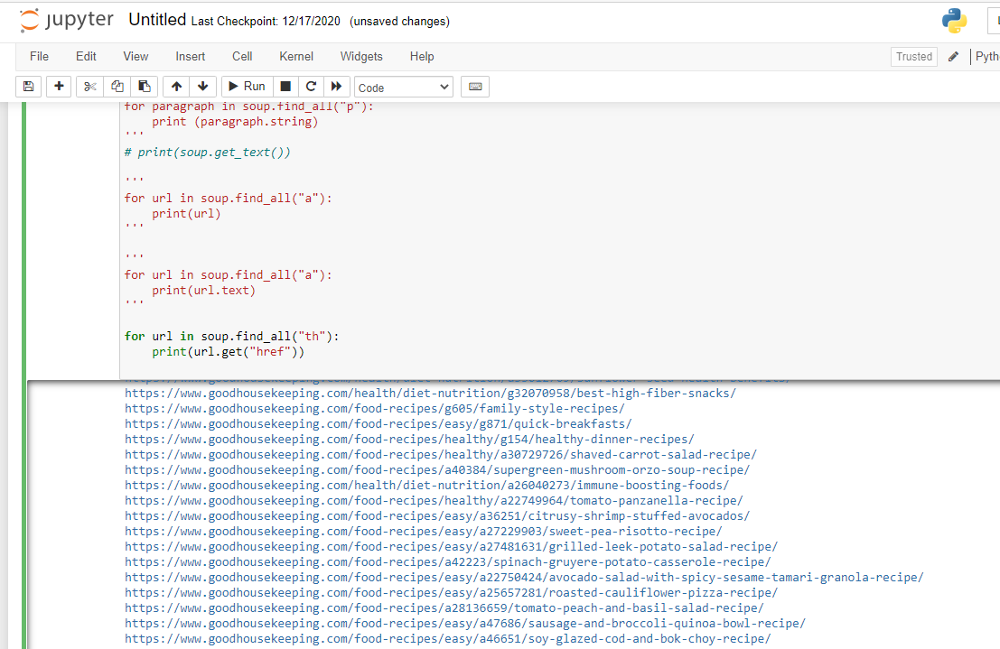 jupyter Untitled Last Checkpoint: 12/17/2020 (unsaved changes)
File Edit View Insert Cell Kernel Widgets Help Trusted Pyth
Run Code
for paragraph in soup.find_all("p"):
    print (paragraph.string)
'''
# print(soup.get_text())
'''
for url in soup.find_all("a"):
    print(url)
'''
'''
for url in soup.find_all("a"):
    print(url.text)
'''
for url in soup.find_all("th"):
    print(url.get("href"))
https://www.goodhousekeeping.com/health/diet-nutrition/g32070958/best-high-fiber-snacks/
https://www.goodhousekeeping.com/food-recipes/g605/family-style-recipes/
https://www.goodhousekeeping.com/food-recipes/easy/g871/quick-breakfasts/
https://www.goodhousekeeping.com/food-recipes/healthy/g154/healthy-dinner-recipes/
https://www.goodhousekeeping.com/food-recipes/healthy/a30729726/shaved-carrot-salad-recipe/
https://www.goodhousekeeping.com/food-recipes/a40384/supergreen-mushroom-orzo-soup-recipe/
https://www.goodhousekeeping.com/health/diet-nutrition/a26040273/immune-boosting-foods/
https://www.goodhousekeeping.com/food-recipes/healthy/a22749964/tomato-panzanella-recipe/
https://www.goodhousekeeping.com/food-recipes/easy/a36251/citrusy-shrimp-stuffed-avocados/
https://www.goodhousekeeping.com/food-recipes/easy/a27229903/sweet-pea-risotto-recipe/
https://www.goodhousekeeping.com/food-recipes/easy/a27481631/grilled-leek-potato-salad-recipe/
https://www.goodhousekeeping.com/food-recipes/a42223/spinach-gruyere-potato-casserole-recipe/
https://www.goodhousekeeping.com/food-recipes/easy/a22750424/avocado-salad-with-spicy-sesame-tamari-granola-recipe/
https://www.goodhousekeeping.com/food-recipes/easy/a25657281/roasted-cauliflower-pizza-recipe/
https://www.goodhousekeeping.com/food-recipes/a28136659/tomato-peach-and-basil-salad-recipe/
https://www.goodhousekeeping.com/food-recipes/easy/a47686/sausage-and-broccoli-quinoa-bowl-recipe/
https://www.goodhousekeeping.com/food-recipes/easy/a46651/soy-glazed-cod-and-bok-choy-recipe/